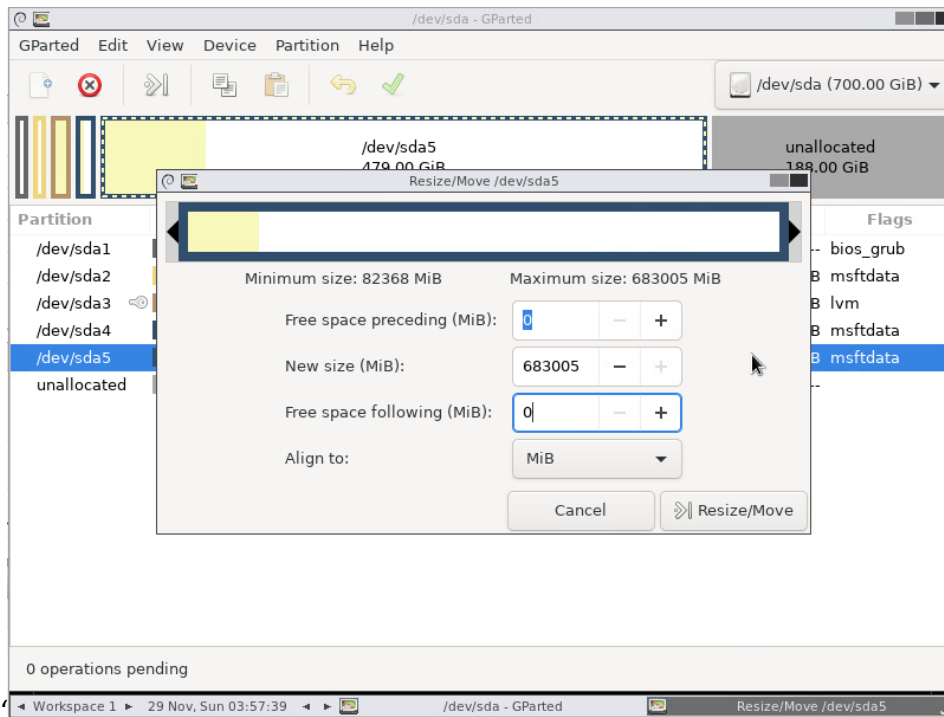 /dev/sda - GParted
GParted Edit View Device Partition Help
/dev/sda (700.00 GiB)
/dev/sda5
479.00 GiB
unallocated
188.00 GiB
Resize/Move /dev/sda5
Partition
Flags
Minimum size: 82368 MiB Maximum size: 683005 MiB
Free space preceding (MiB): 0
New size (MiB): 683005
Free space following (MiB): 0
Align to: MiB
Cancel Resize/Move
/dev/sda1 -- bios_grub
/dev/sda2 B msftdata
/dev/sda3 B lvm
/dev/sda4 B msftdata
/dev/sda5 B msftdata
unallocated --
0 operations pending
Workspace 1 29 Nov, Sun 03:57:39 /dev/sda - GParted Resize/Move /dev/sda5